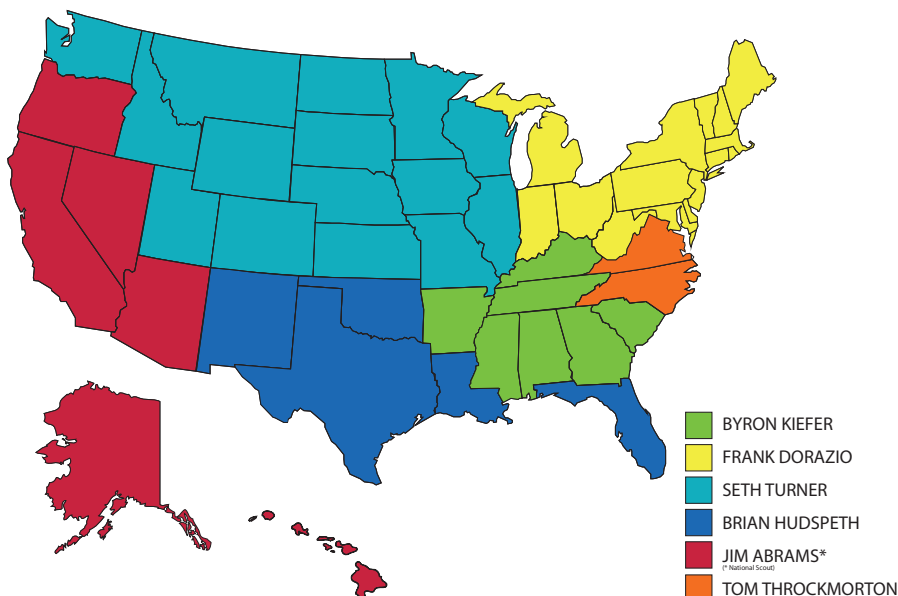 BYRON KIEFER
FRANK DORAZIO
SETH TURNER
BRIAN HUDSPETH
JIM ABRAMS*
(* National Scout)
TOM THROCKMORTON